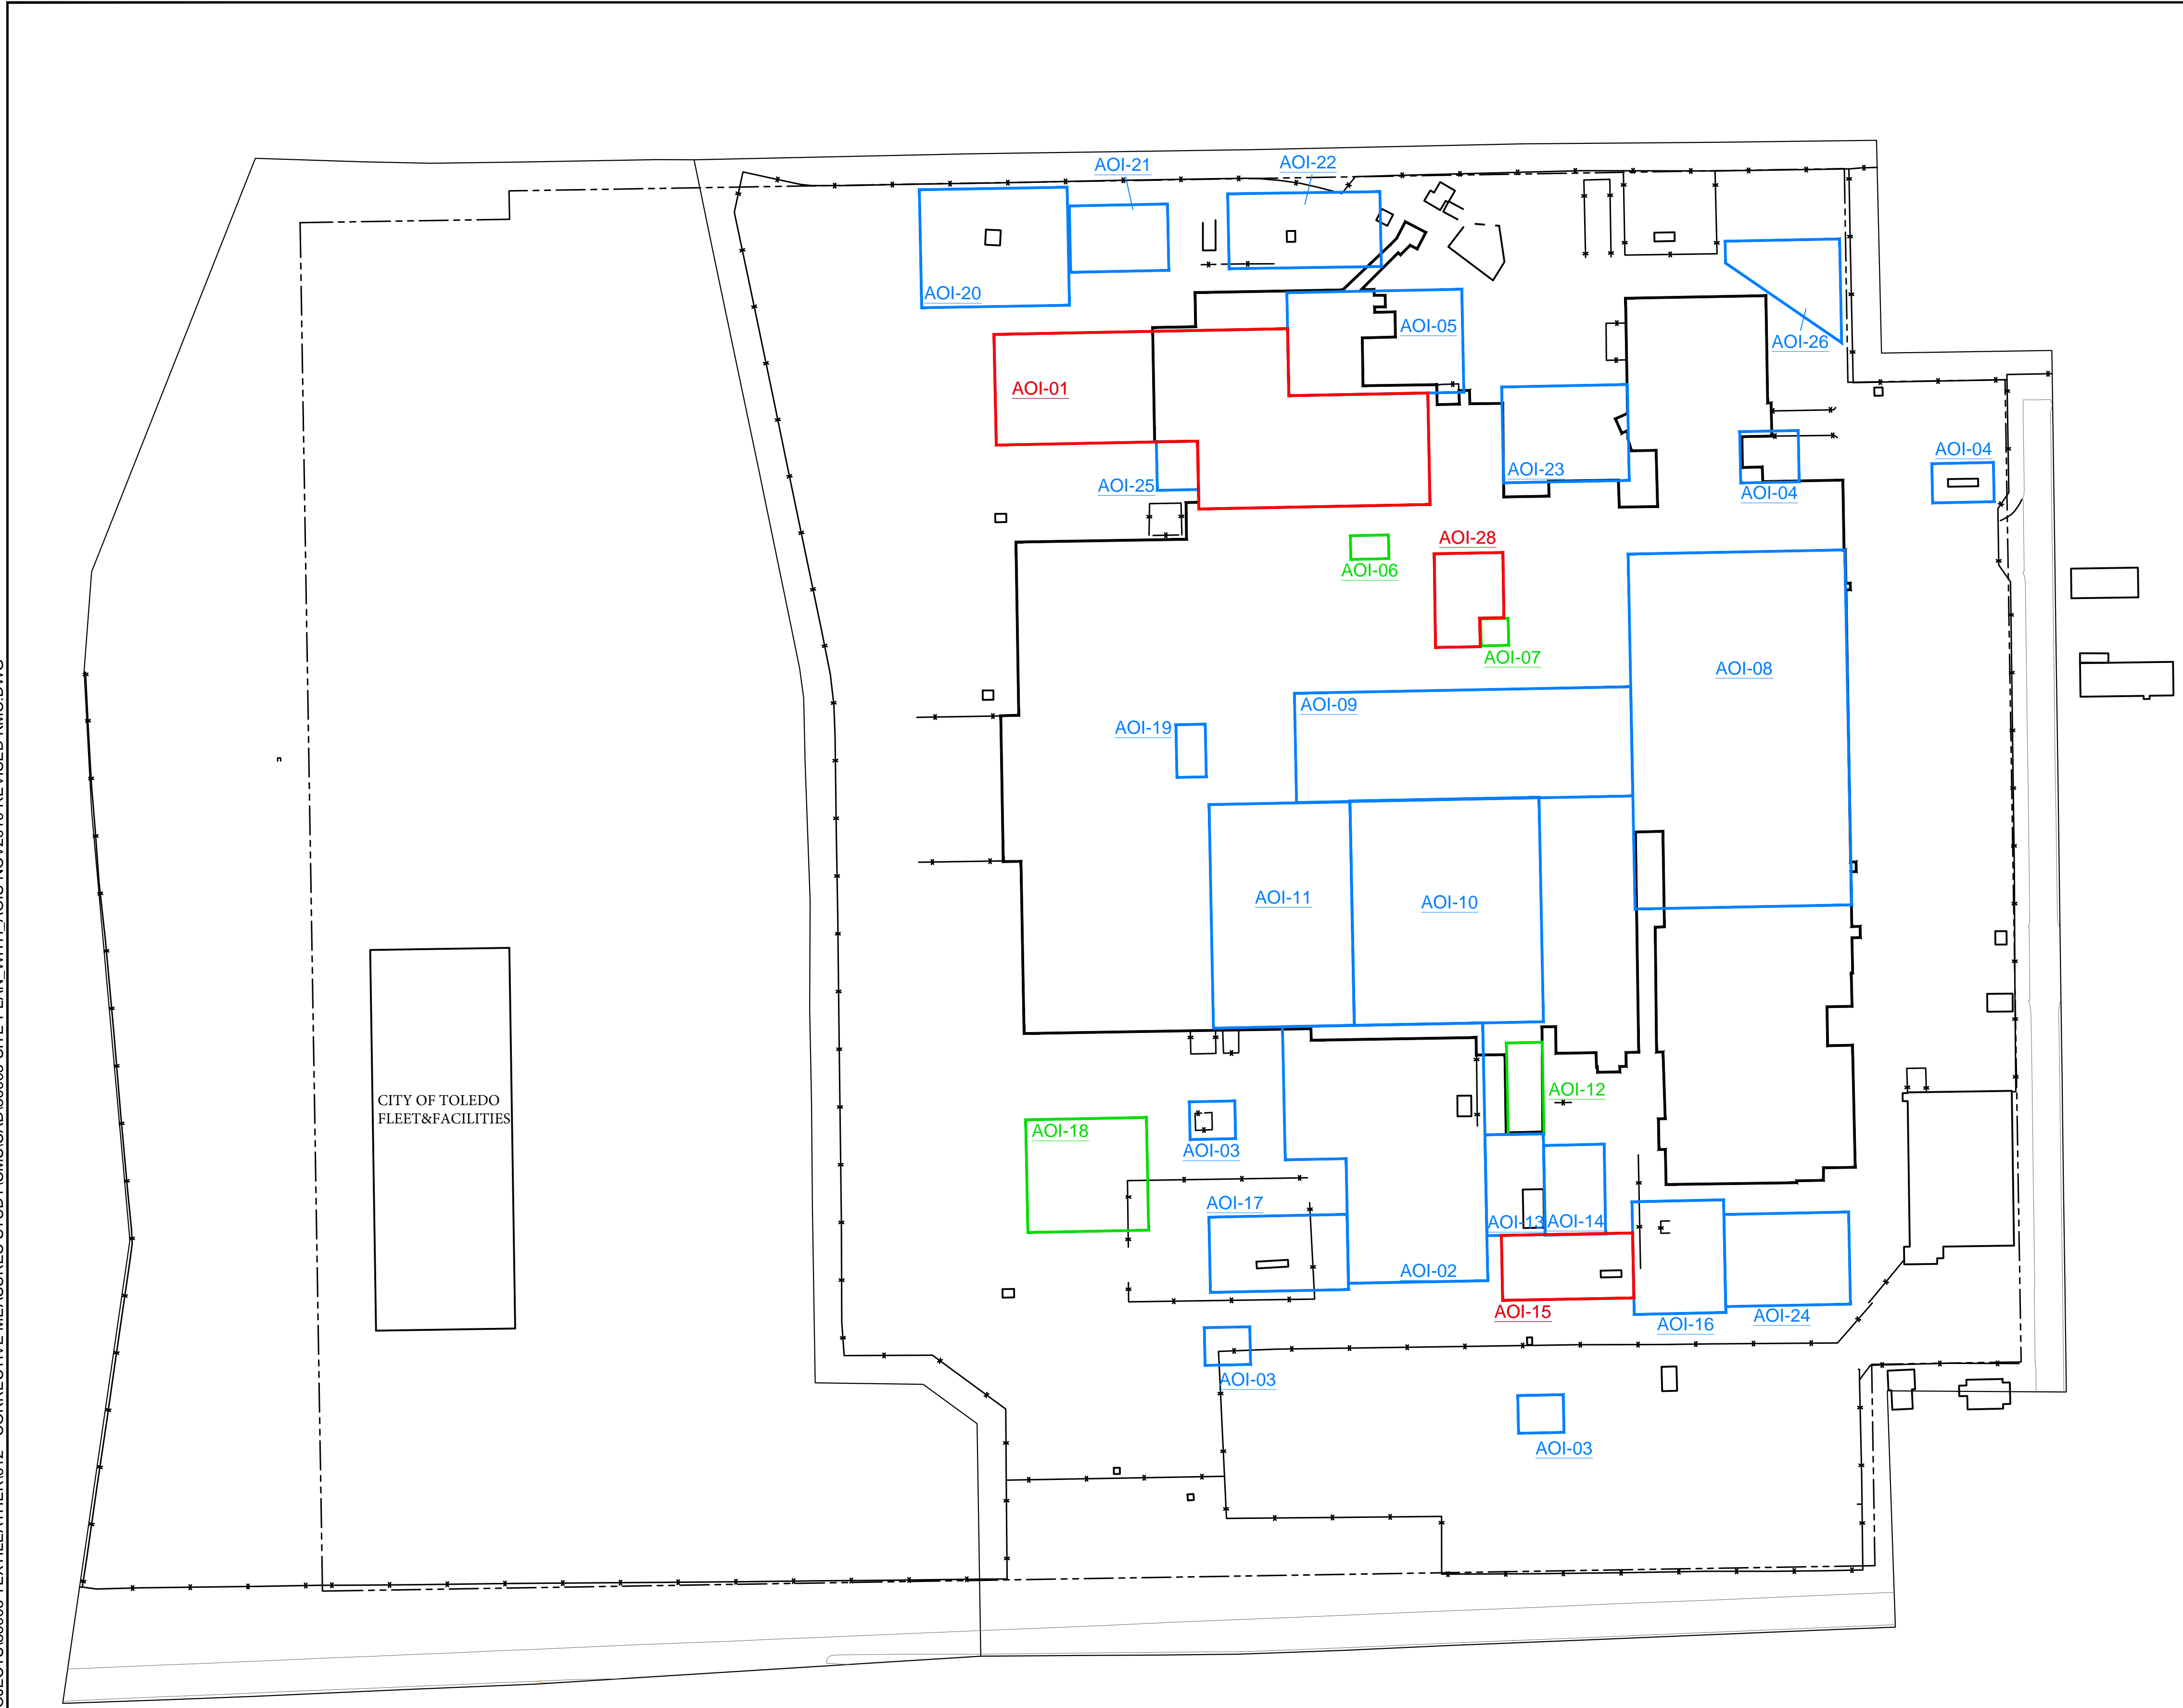 AOI-21
AOI-22
AOI-20
AOI-05
AOI-26
AOI-01
AOI-25
AOI-23
AOI-04
AOI-04
AOI-28
AOI-06
AOI-07
AOI-08
AOI-09
AOI-19
AOI-11
AOI-10
CITY OF TOLEDO
FLEET&FACILITIES
AOI-12
AOI-18
AOI-03
AOI-17
AOI-13
AOI-14
AOI-02
AOI-15
AOI-16
AOI-24
AOI-03
AOI-03